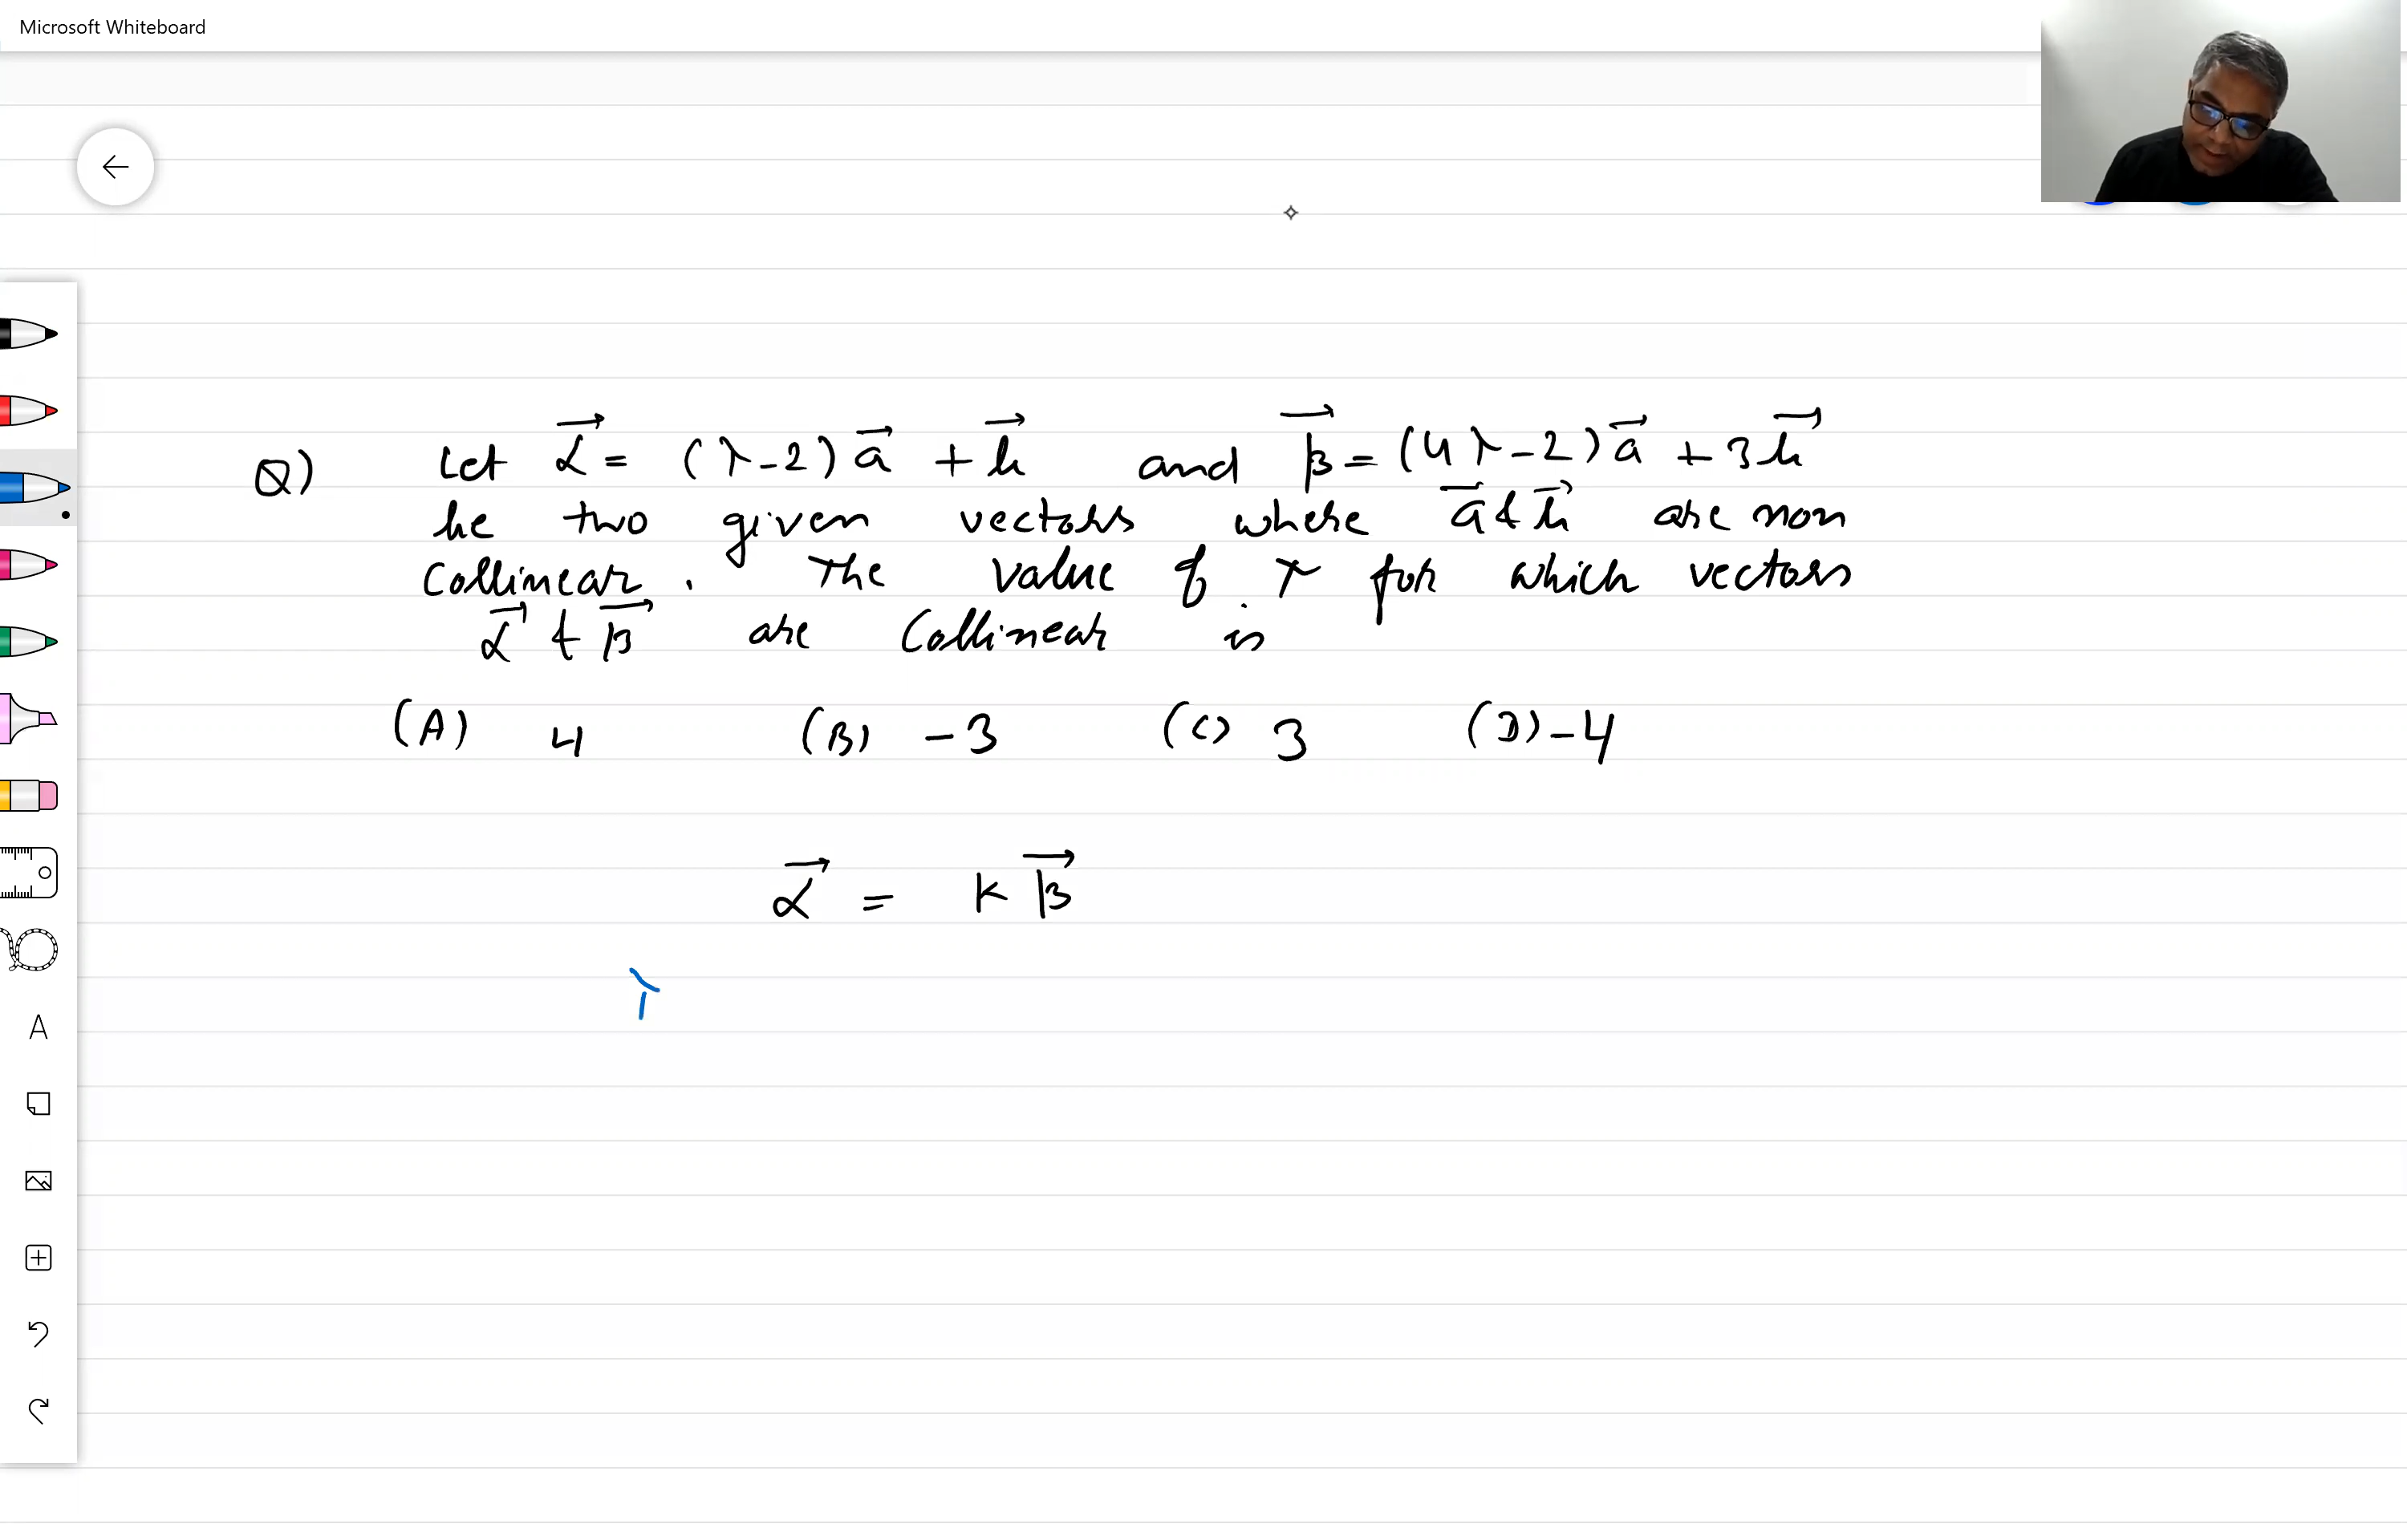 Microsoft Whiteboard
Q) Let α⃗ = (λ-2) a⃗ + b⃗ and β⃗ = (4λ-2) a⃗ + 3b⃗
be two given vectors where a⃗ & b⃗ are non
collinear. The value of λ for which vectors
α⃗ & β⃗ are collinear is
(A) 4 (B) -3 (C) 3 (D) -4
α⃗ = k β⃗
λ
A